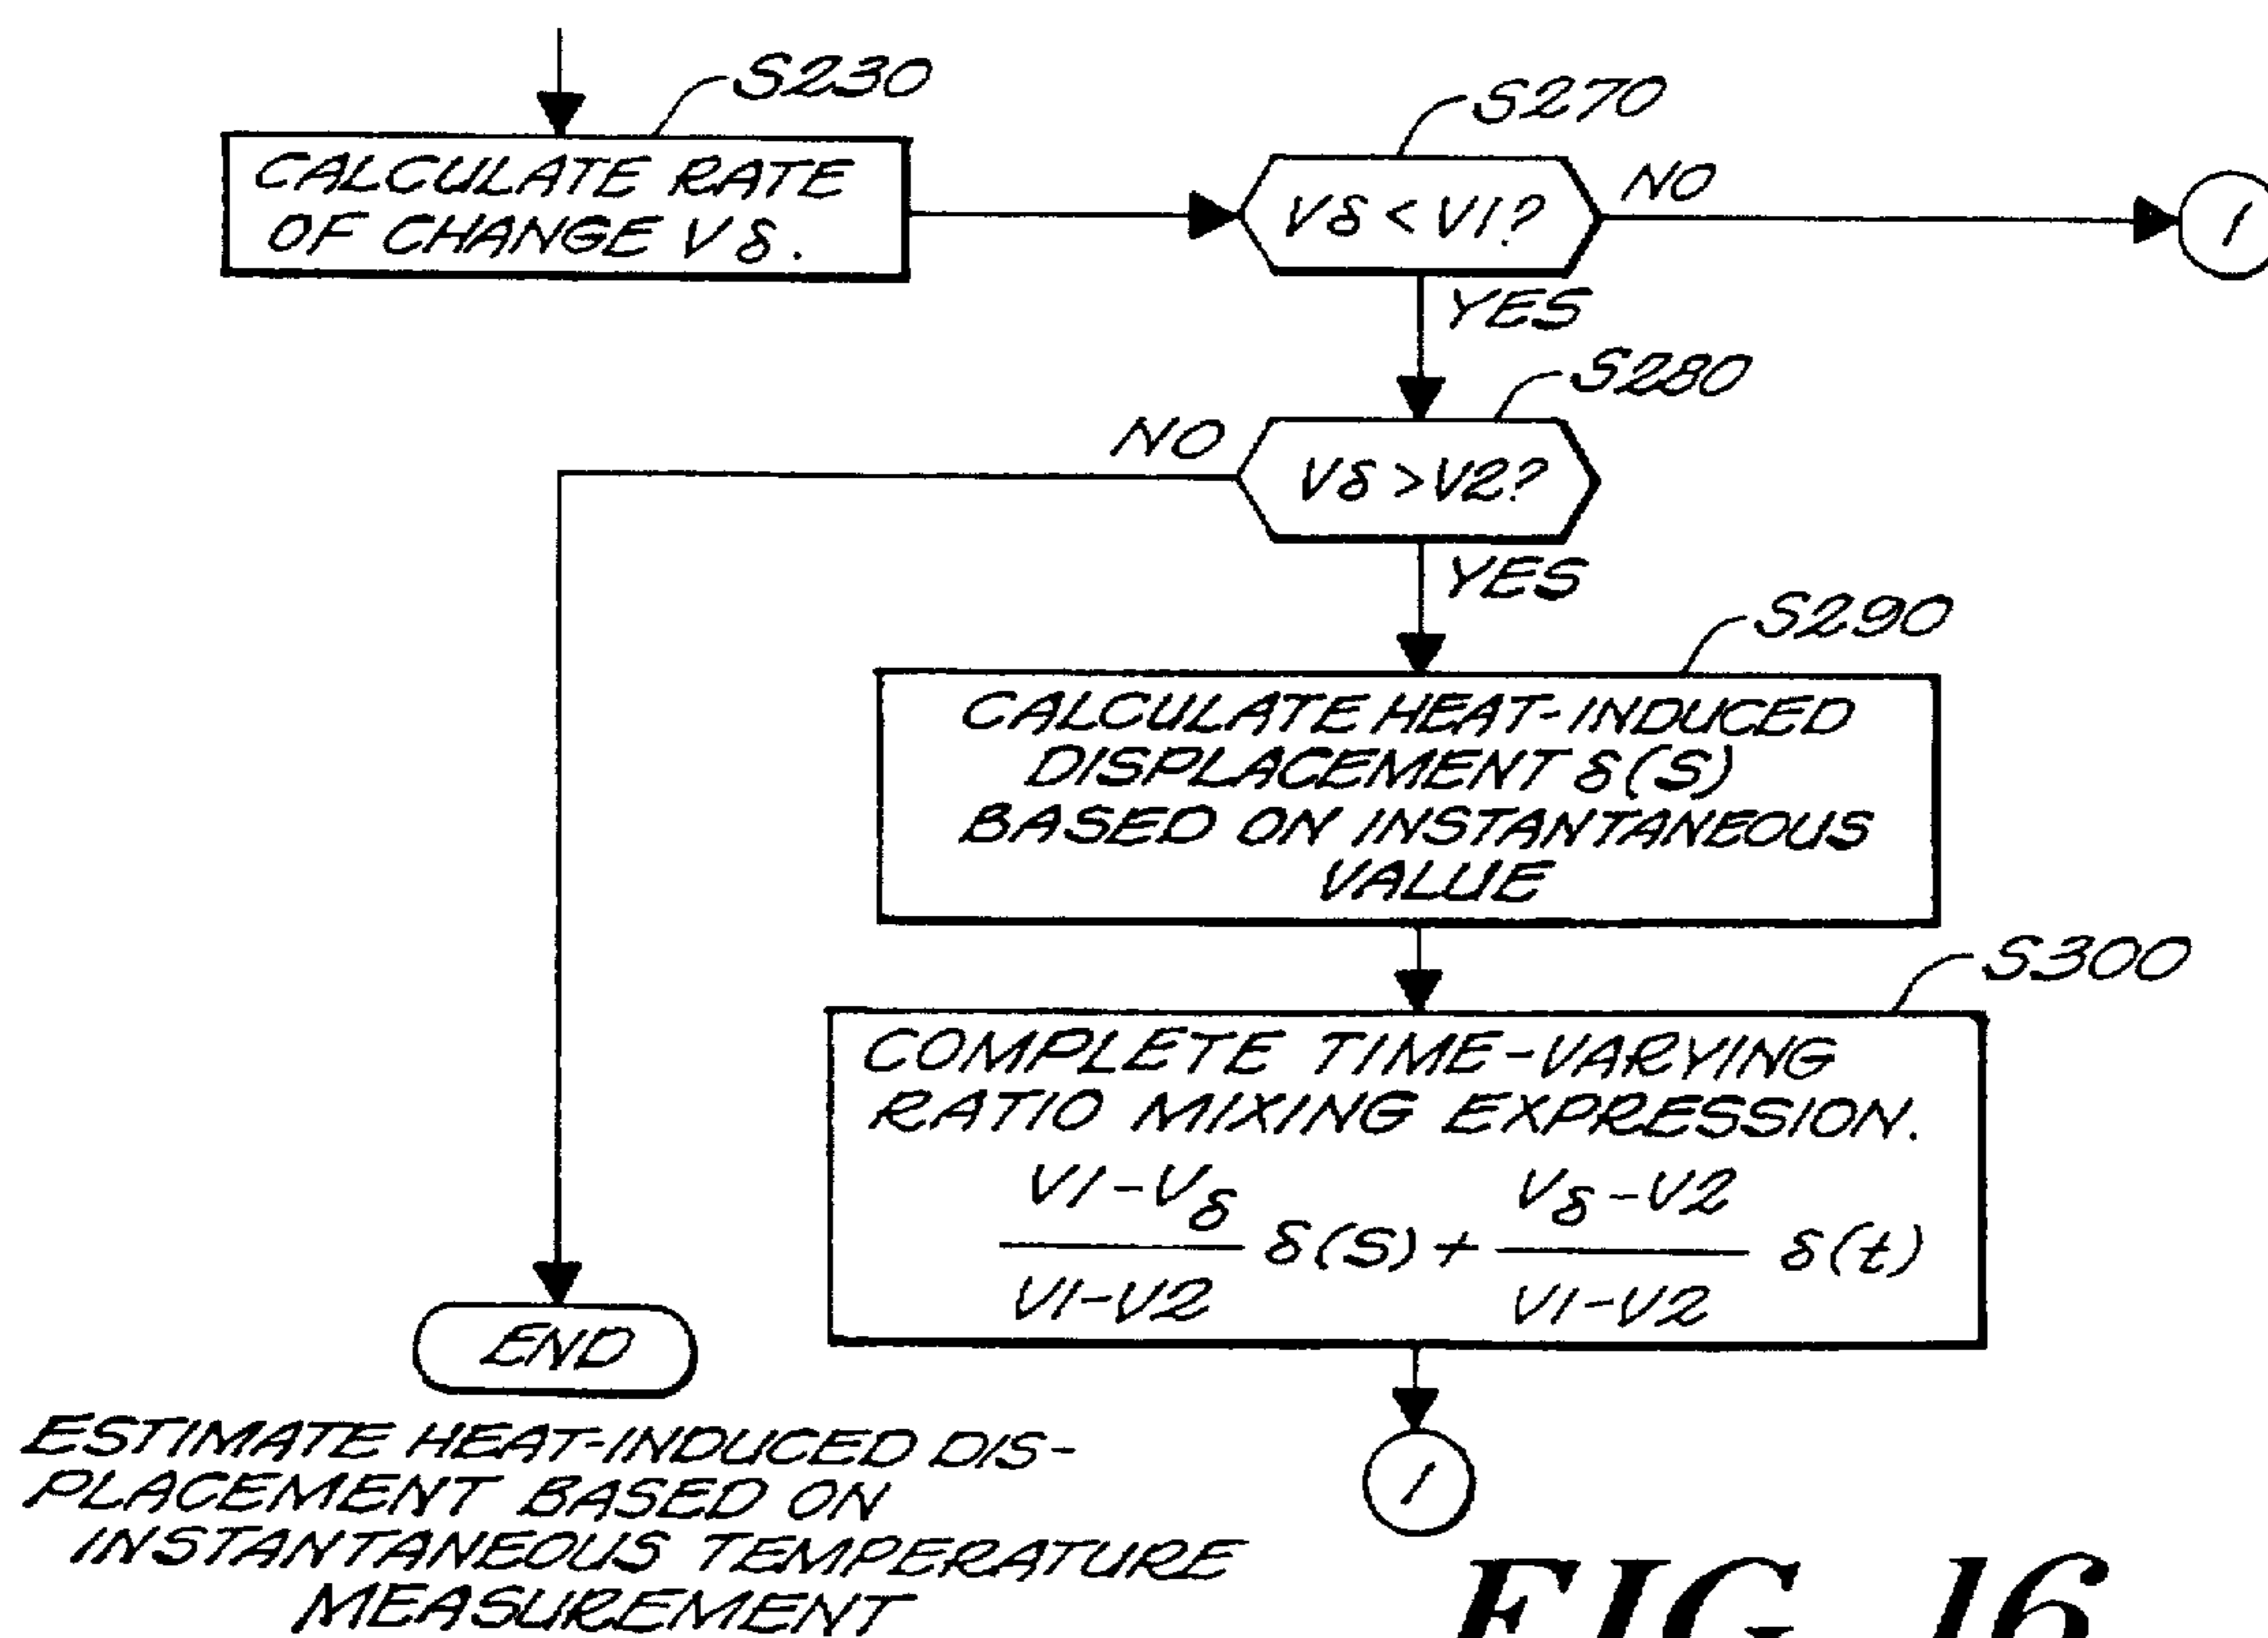 S230
CALCULATE RATE
OF CHANGE Vδ.
S270
Vδ < V1?
NO
1
YES
S280
NO
Vδ > V2?
YES
S290
CALCULATE HEAT-INDUCED
DISPLACEMENT δ(S)
BASED ON INSTANTANEOUS
VALUE
S300
COMPLETE TIME-VARYING
RATIO MIXING EXPRESSION.
V1-Vδ Vδ-V2
δ(S)+ δ(t)
V1-V2 V1-V2
END
1
ESTIMATE HEAT-INDUCED DIS-
PLACEMENT BASED ON
INSTANTANEOUS TEMPERATURE
MEASUREMENT
FIG. 16